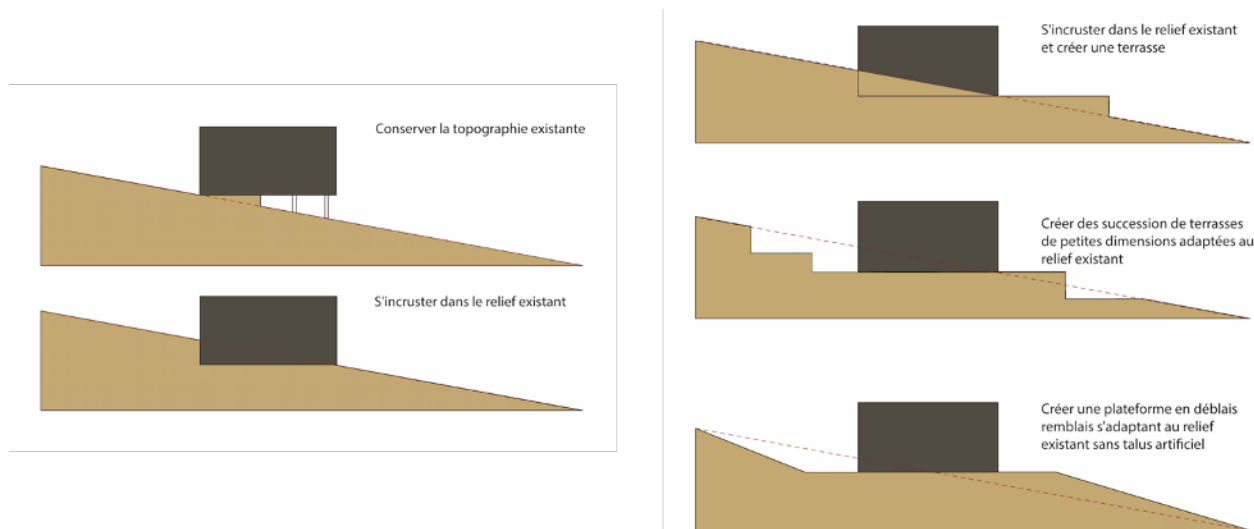 Conserver la topographie existante
S'incruster dans le relief existant
S'incruster dans le relief existant
et créer une terrasse
Créer des succession de terrasses
de petites dimensions adaptées au
relief existant
Créer une plateforme en déblais
remblais s'adaptant au relief
existant sans talus artificiel